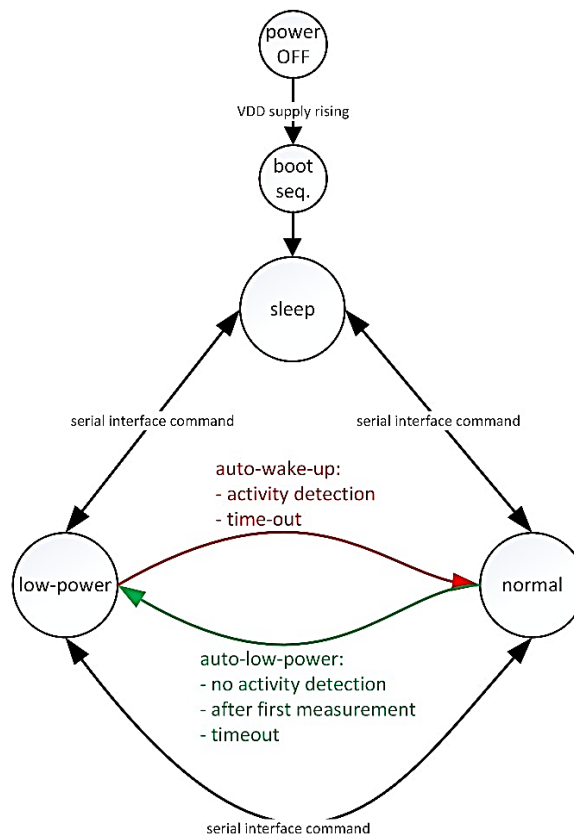 power
OFF
VDD supply rising
boot
seq.
sleep
serial interface command
serial interface command
auto-wake-up:
- activity detection
- time-out
low-power
normal
auto-low-power:
- no activity detection
- after first measurement
- timeout
serial interface command